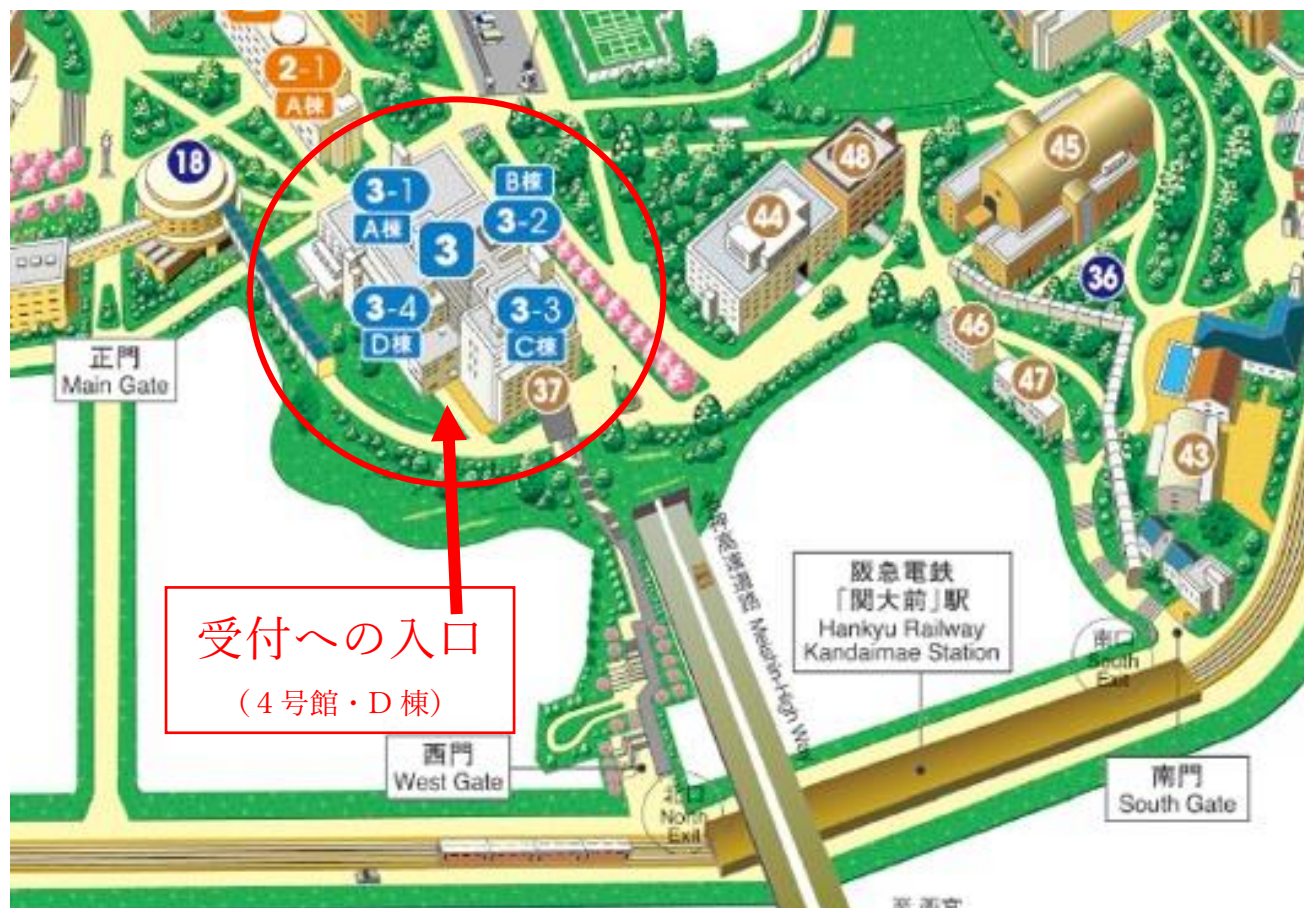 2-1
A棟
18
3-1
A棟
B棟
3-2
3
3-4
D棟
3-3
C棟
37
48
44
45
36
46
47
43
正門
Main Gate
受付への入口
(4号館・D棟)
西門
West Gate
北口
North
Exit
Meishin-High Way
阪急電鉄
「関大前」駅
Hankyu Railway
Kandaimae Station
南口
South
Exit
南門
South Gate